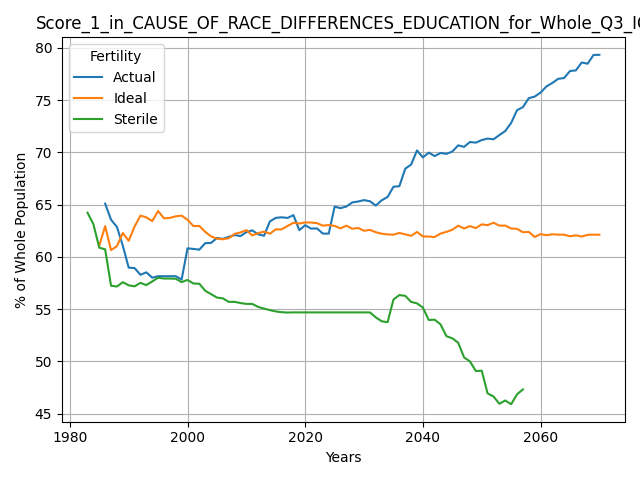 Score_1_in_CAUSE_OF_RACE_DIFFERENCES_EDUCATION_for_Whole_Q3_I
Fertility
Actual
Ideal
Sterile
80
75
70
65
60
55
50
45
% of Whole Population
1980 2000 2020 2040 2060
Years